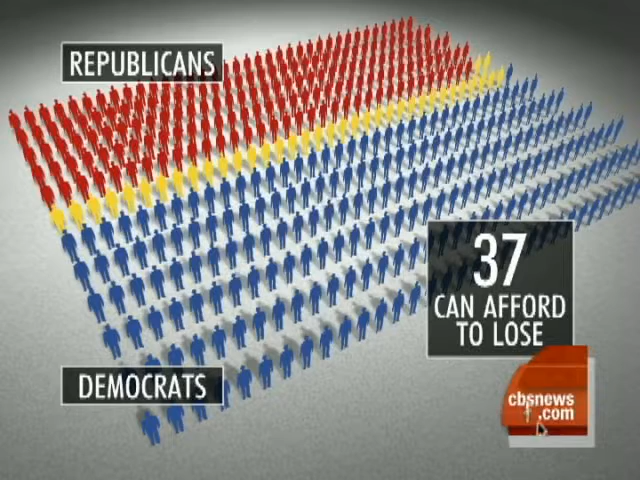 REPUBLICANS
37
CAN AFFORD
TO LOSE
DEMOCRATS
cbsnews
.com